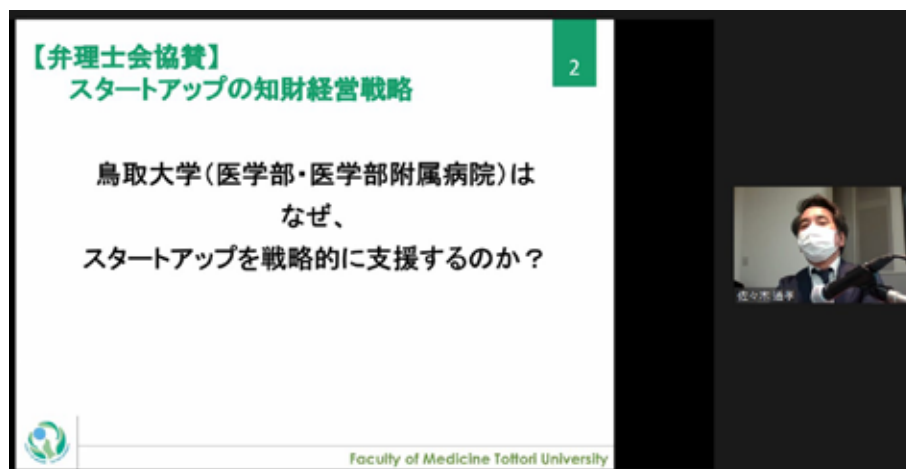 【弁理士会協賛】
スタートアップの知財経営戦略
2
鳥取大学(医学部・医学部附属病院)は
なぜ、
スタートアップを戦略的に支援するのか?
Faculty of Medicine Tottori University
佐々木